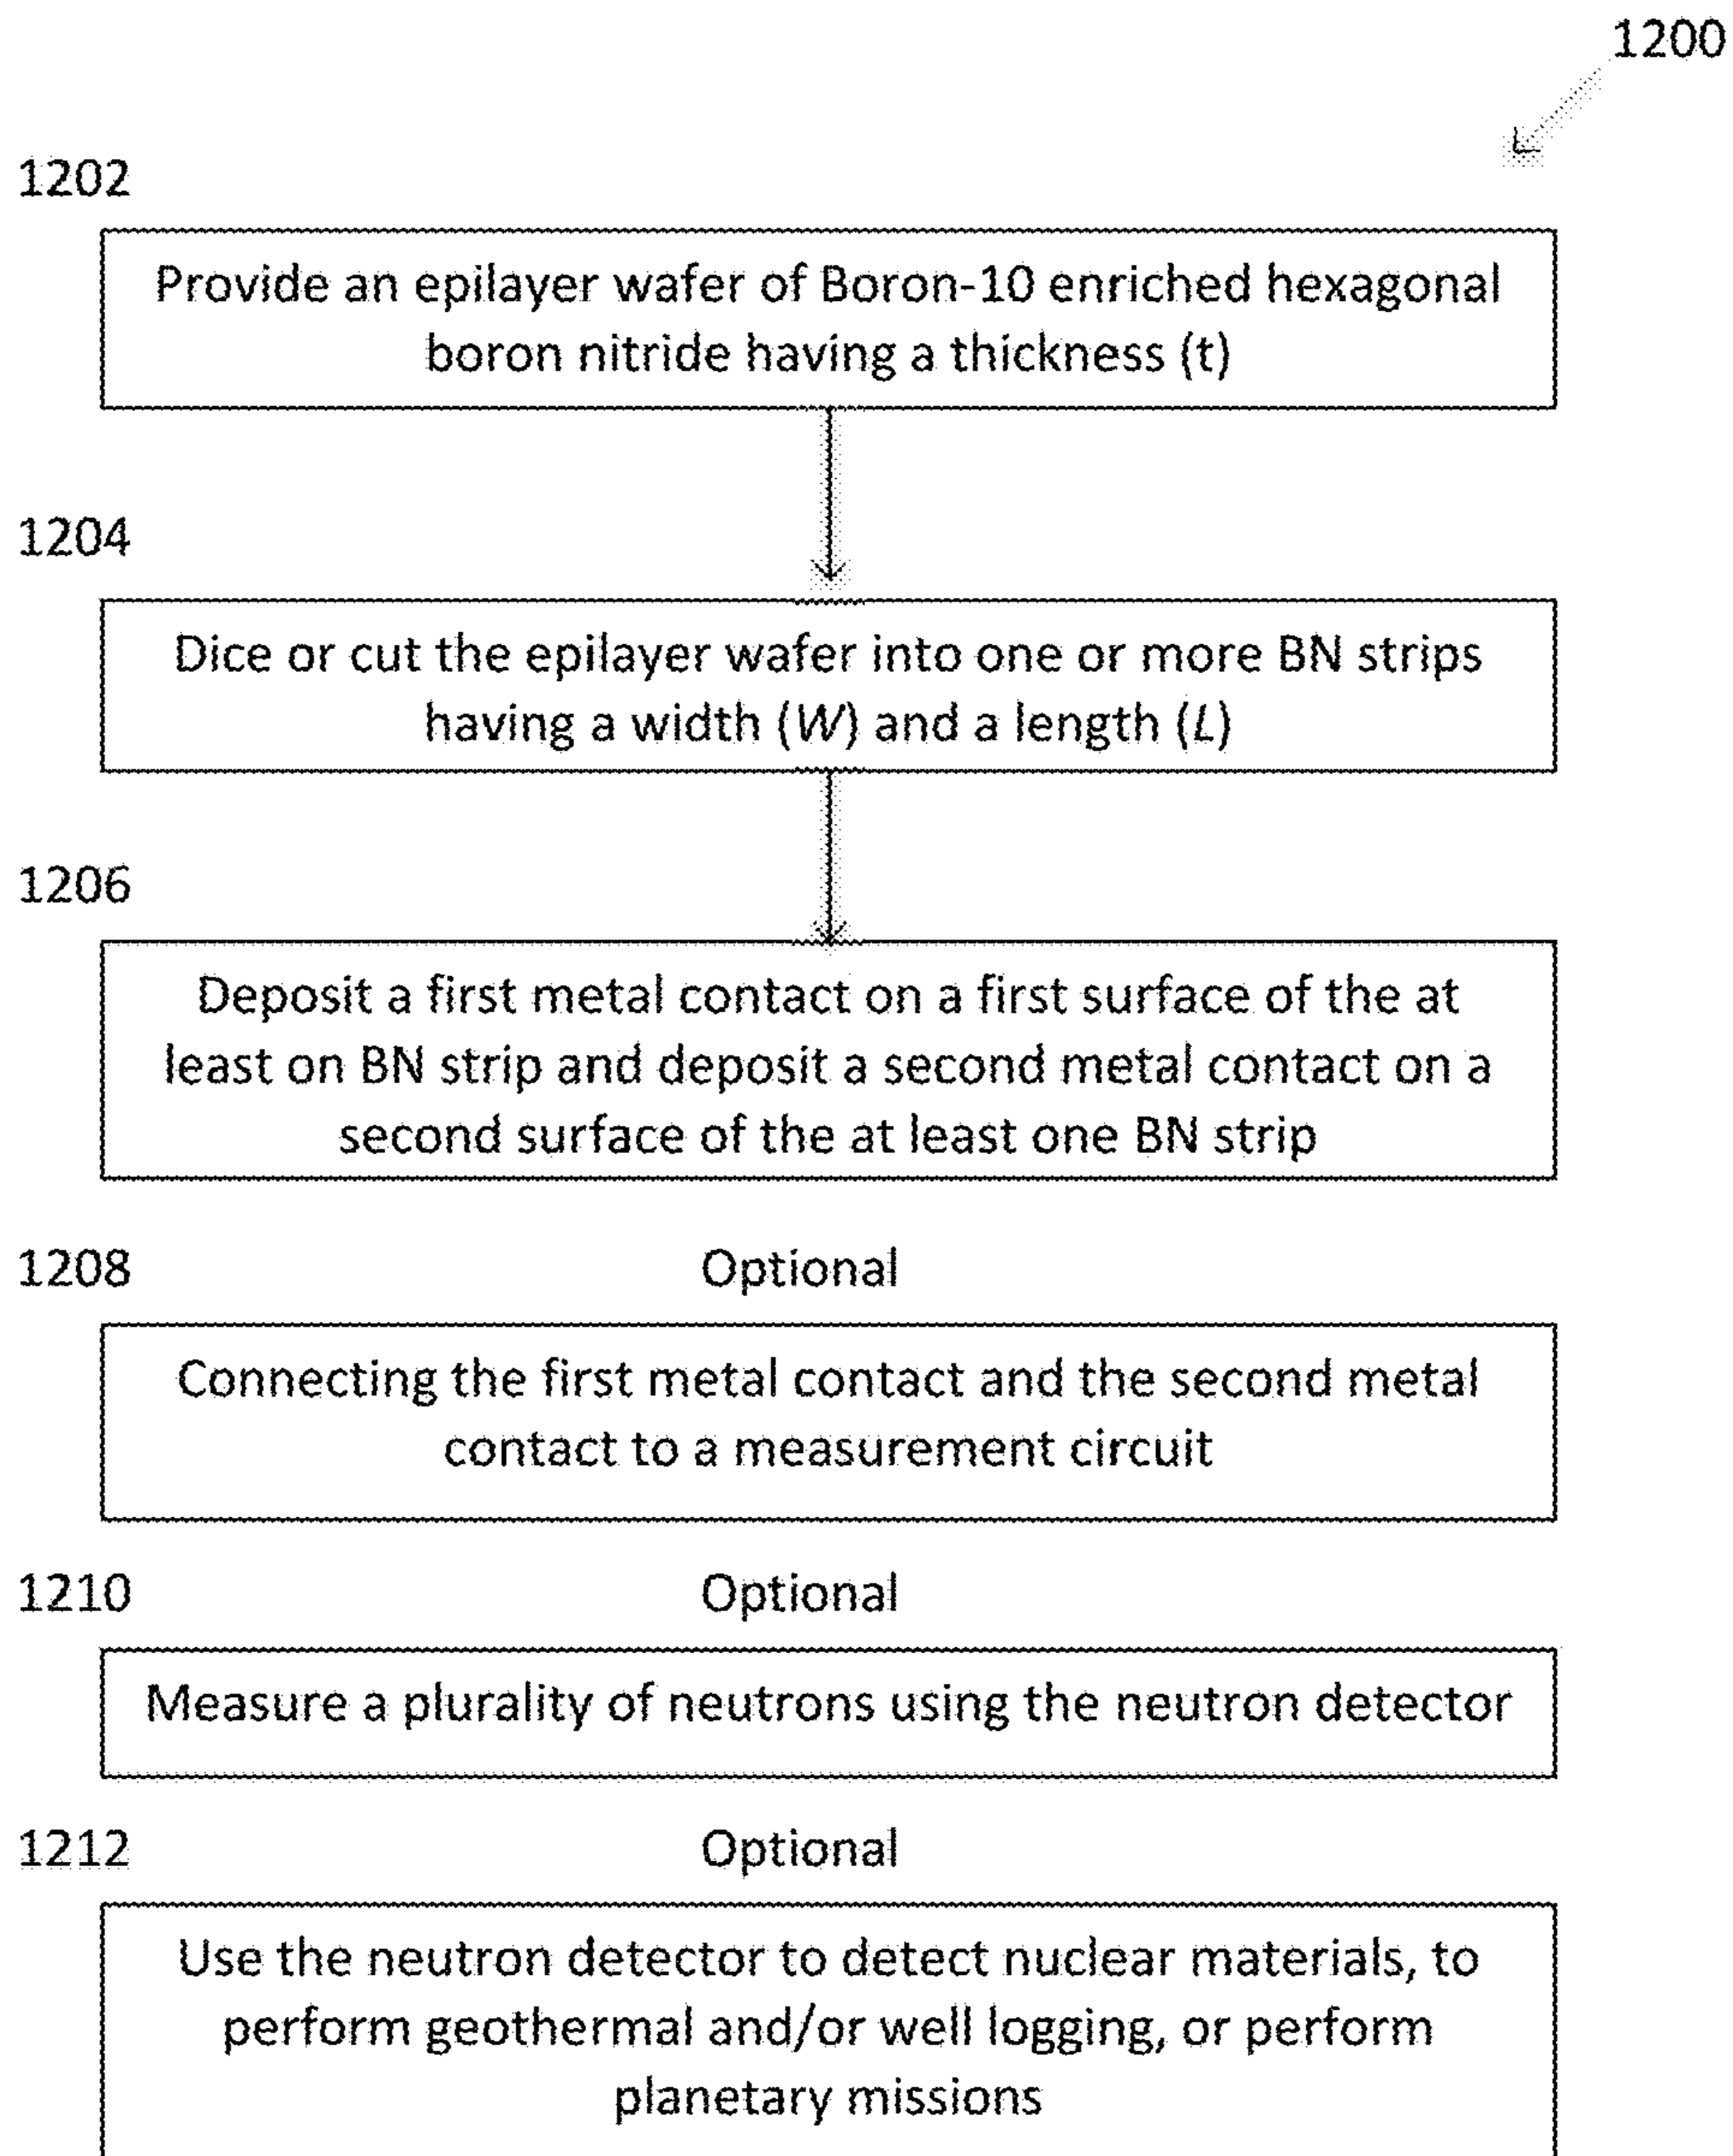 1200
1202
Provide an epilayer wafer of Boron-10 enriched hexagonal
boron nitride having a thickness (t)
1204
Dice or cut the epilayer wafer into one or more BN strips
having a width (W) and a length (L)
1206
Deposit a first metal contact on a first surface of the at
least on BN strip and deposit a second metal contact on a
second surface of the at least one BN strip
1208
Optional
Connecting the first metal contact and the second metal
contact to a measurement circuit
1210
Optional
Measure a plurality of neutrons using the neutron detector
1212
Optional
Use the neutron detector to detect nuclear materials, to
perform geothermal and/or well logging, or perform
planetary missions